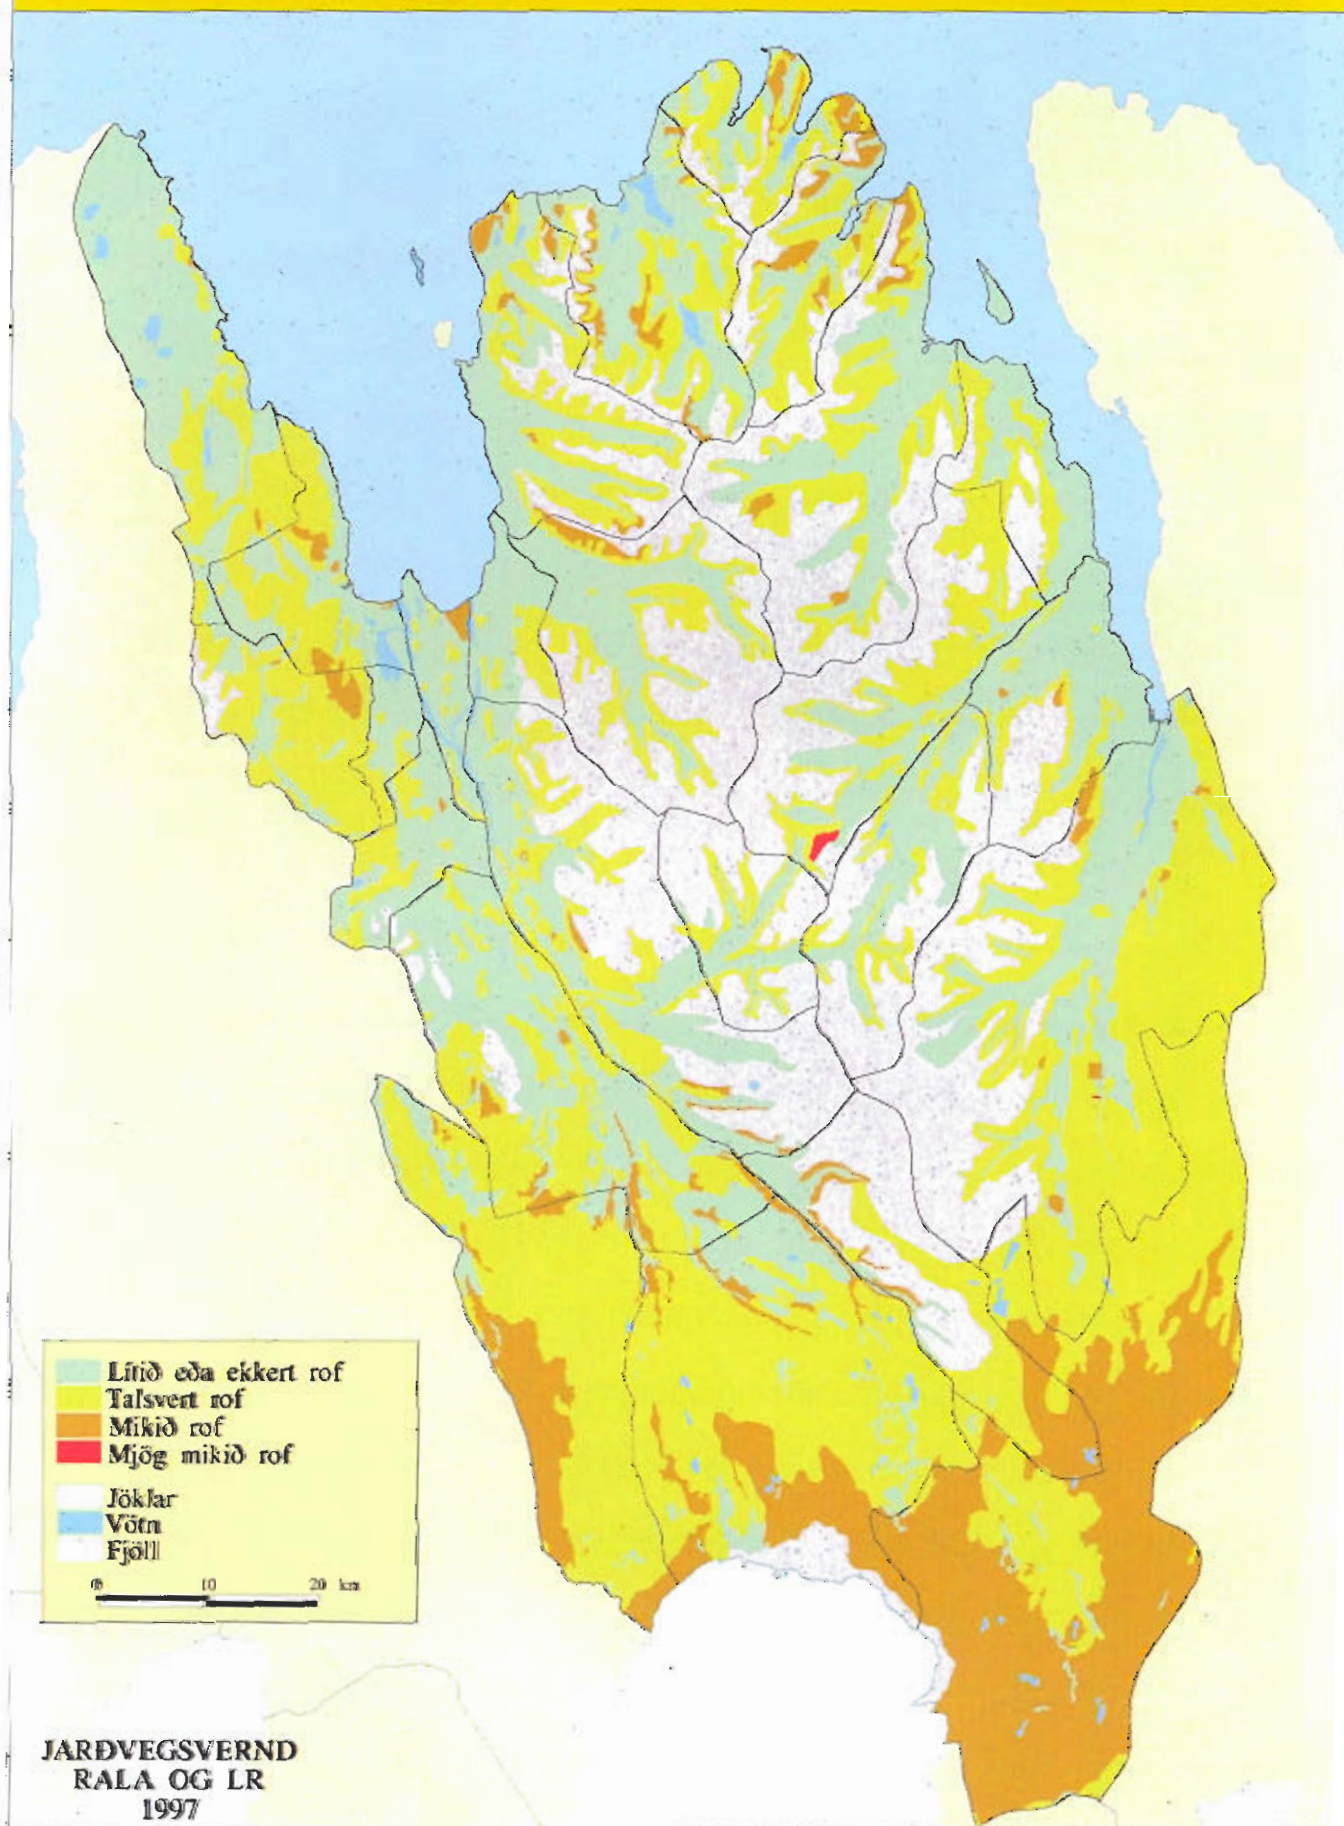 Lítið eða ekkert rof
Talsvert rof
Mikið rof
Mjög mikið rof
Jöklar
Vötn
Fjöll
0 10 20 km
JARÐVEGSVERND
RALA OG LR
1997